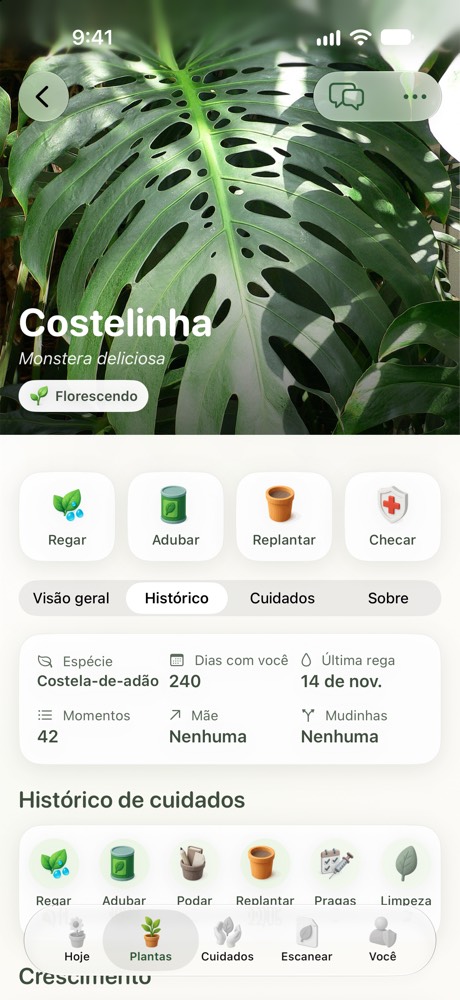 9:41
Costelinha
Monstera deliciosa
Florescendo
Regar Adubar Replantar Checar
Visão geral Histórico Cuidados Sobre
Espécie Dias com você Última rega
Costela-de-adão 240 14 de nov.
Momentos Mãe Mudinhas
42 Nenhuma Nenhuma
Histórico de cuidados
Regar Adubar Podar Replantar Pragas Limpeza
Hoje Plantas Cuidados Escanear Você
Crescimento